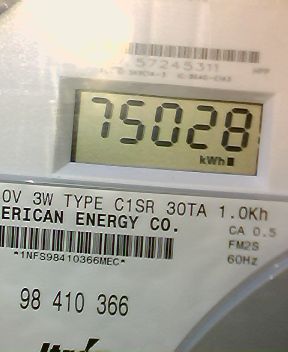 57245311
75028
kWh
0V 3W TYPE C1SR 30TA 1.0Kh
ERICAN ENERGY CO.
CA 0.5
*1NFS98410366MEC*
FM2S
60Hz
98 410 366